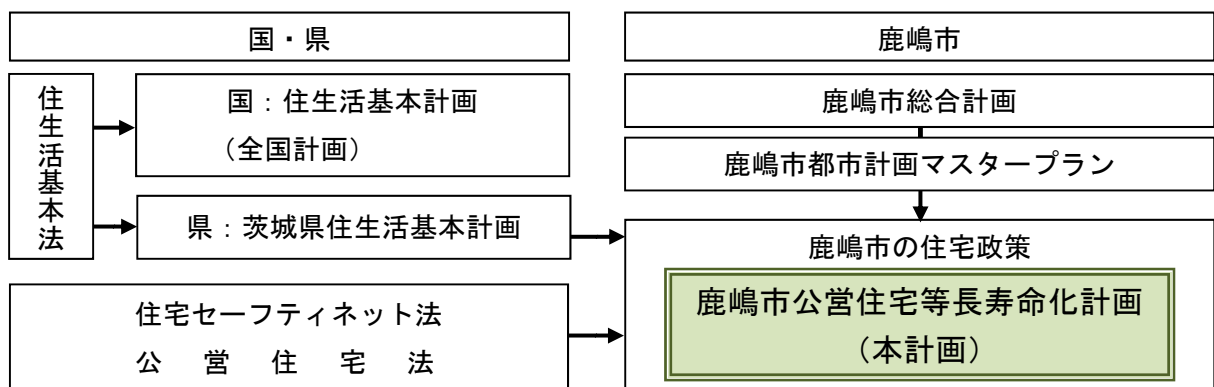 国・県
住生活基本法
国：住生活基本計画
（全国計画）
県：茨城県住生活基本計画
住宅セーフティネット法
公営住宅法
鹿嶋市
鹿嶋市総合計画
鹿嶋市都市計画マスタープラン
鹿嶋市の住宅政策
鹿嶋市公営住宅等長寿命化計画
（本計画）